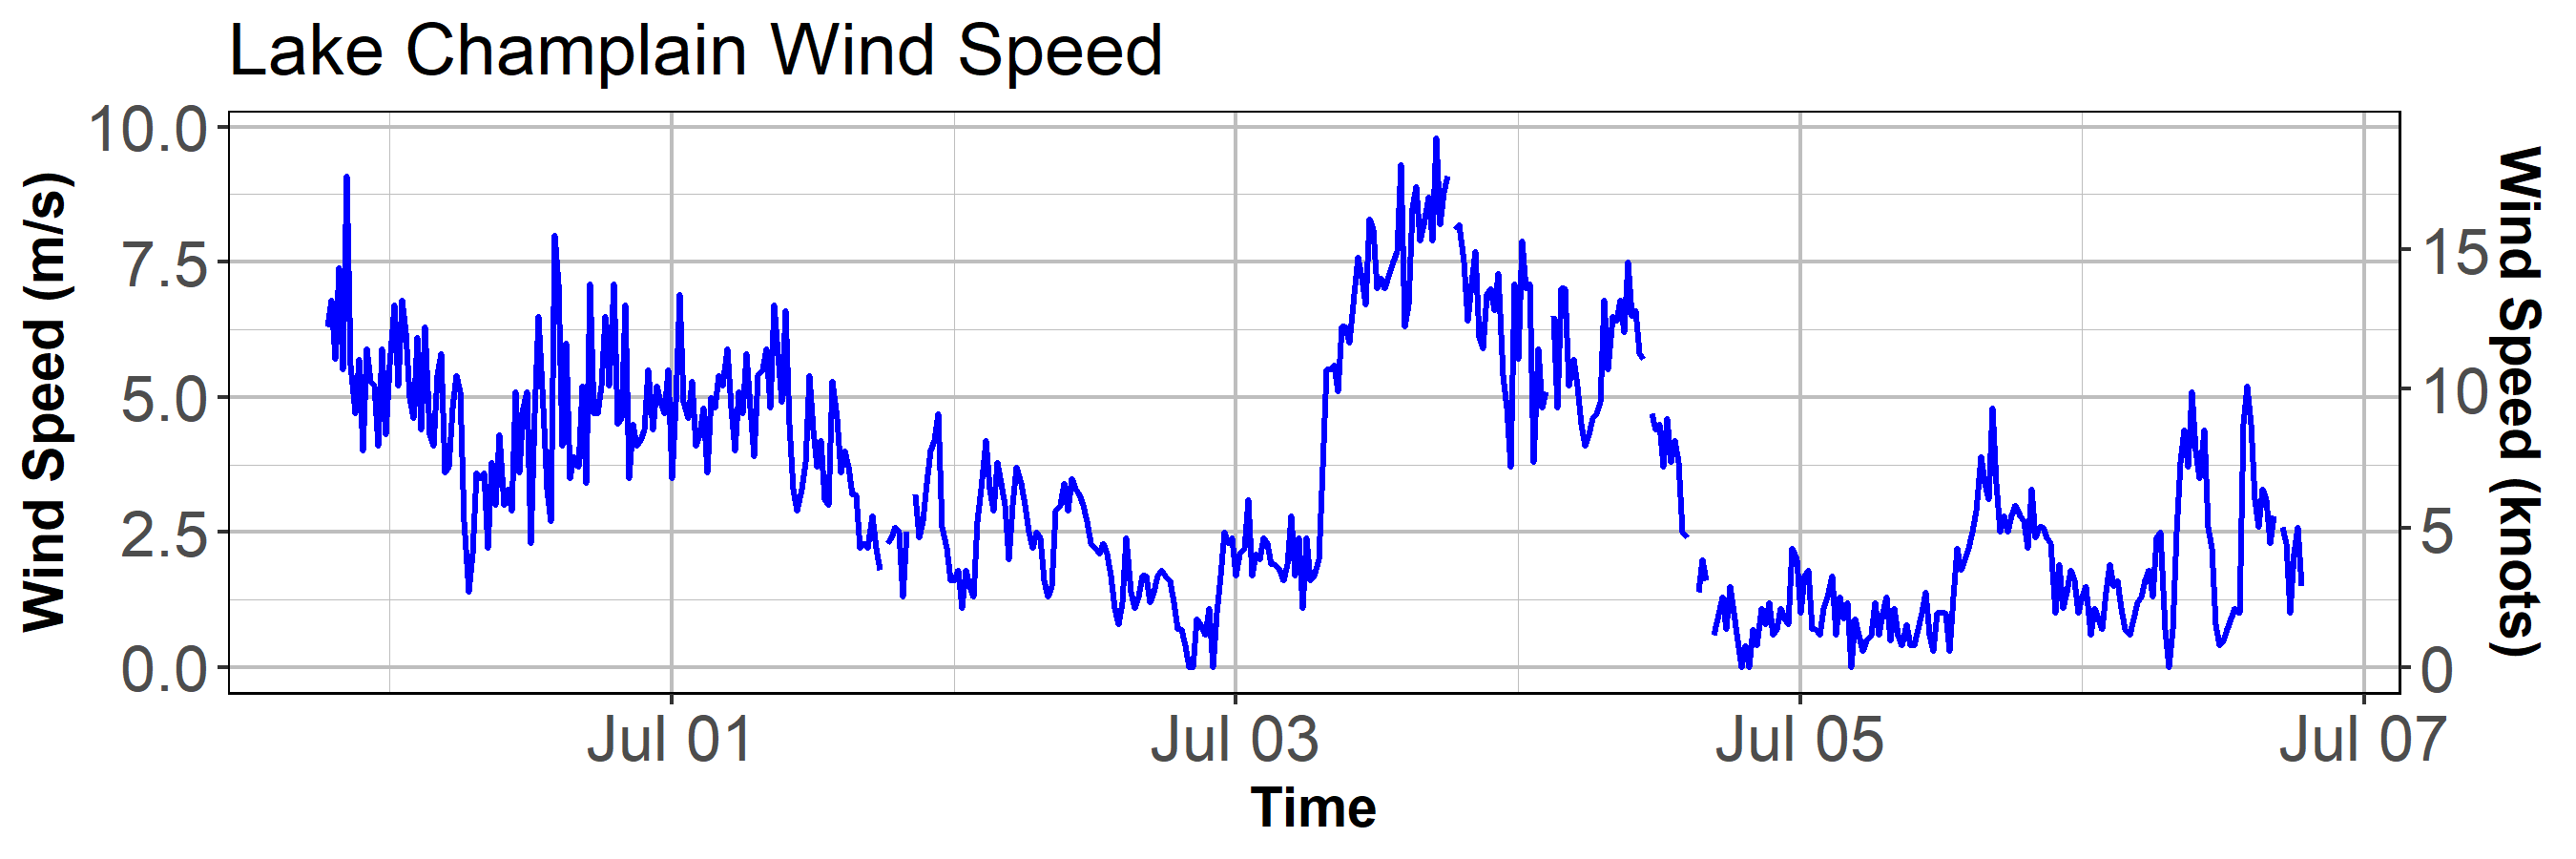 Lake Champlain Wind Speed
Wind Speed (m/s)
10.0
7.5
5.0
2.5
0.0
Wind Speed (knots)
15
10
5
0
Jul 01
Jul 03
Jul 05
Jul 07
Time